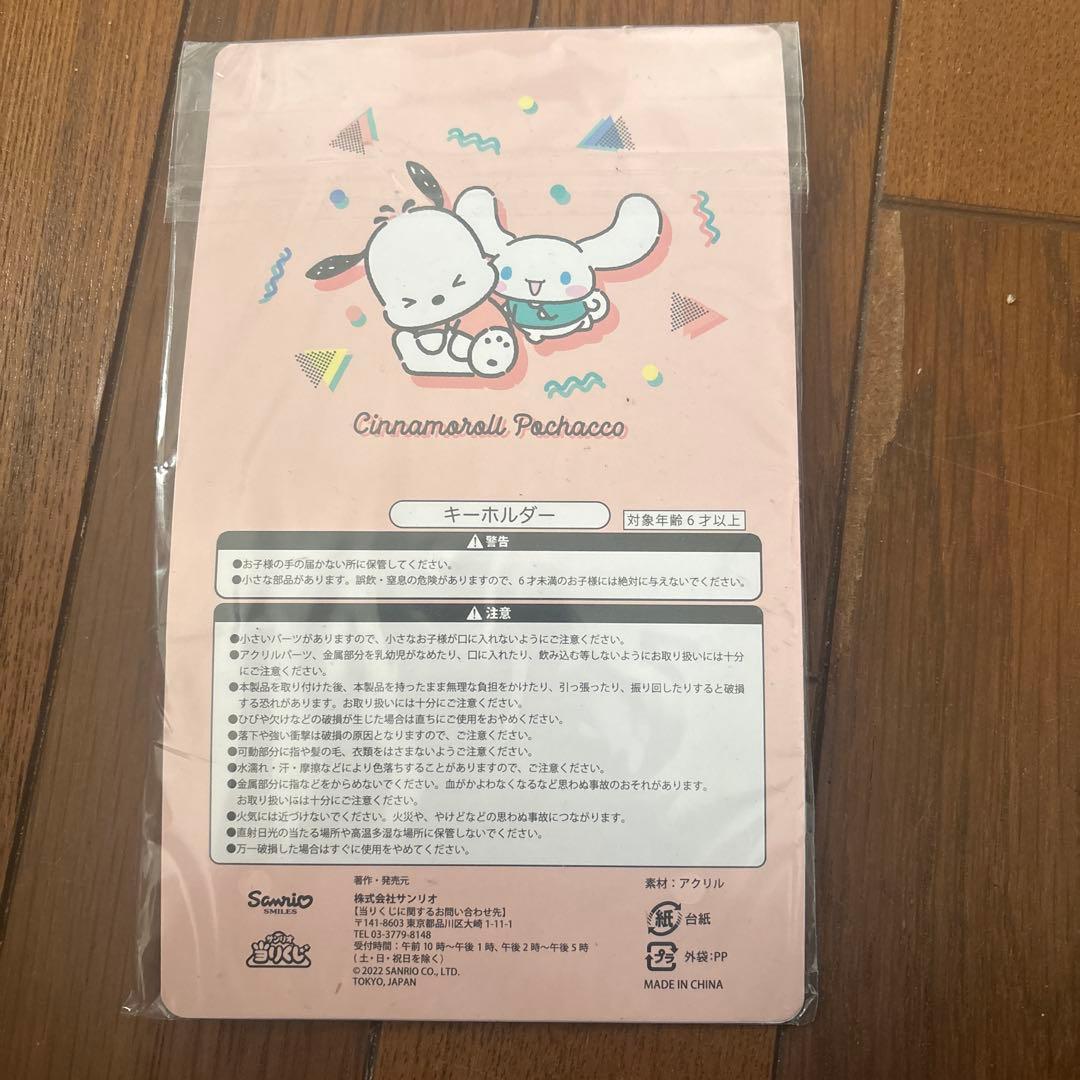 Cinnamoroll Pochacco
キーホルダー
対象年齢6才以上
警告
●お子様の手の届かない所に保管してください。
●小さな部品があります。誤飲・窒息の危険がありますので、6才未満のお子様には絶対に与えないでください。
注意
●小さいパーツがありますので、小さなお子様が口に入れないようにご注意ください。
●アクリルパーツ、金属部分を乳幼児がなめたり、口に入れたり、飲み込む等しないようにお取り扱いには十分
にご注意ください。
●本製品を取り付けた後、本製品を持ったまま無理な負担をかけたり、引っ張ったり、振り回したりすると破損
する恐れがあります。お取り扱いには十分にご注意ください。
●ひびや欠けなどの破損が生じた場合は直ちにご使用をおやめください。
●落下や強い衝撃は破損の原因となりますので、ご注意ください。
●可動部分に指や髪の毛、衣類をはさまないようご注意ください。
●水濡れ・汗・摩擦などにより色落ちすることがありますので、ご注意ください。
●金属部分に指などをからめないでください。血がかよわなくなるなど思わぬ事故のおそれがあります。
お取り扱いには十分にご注意ください。
●火気には近づけないでください。火災や、やけどなどの思わぬ事故につながります。
●直射日光の当たる場所や高温多湿な場所に保管しないでください。
●万一破損した場合はすぐに使用をやめてください。
Sanrio
SMILES
サンリオ
当りくじ
著作・発売元
株式会社サンリオ
【当りくじに関するお問い合わせ先】
〒141-8603 東京都品川区大崎 1-11-1
TEL 03-3779-8148
受付時間:午前10時〜午後1時、午後2時〜午後5時
(土・日・祝日を除く)
© 2022 SANRIO CO., LTD.
TOKYO, JAPAN
素材:アクリル
紙 台紙
プラ 外袋:PP
MADE IN CHINA